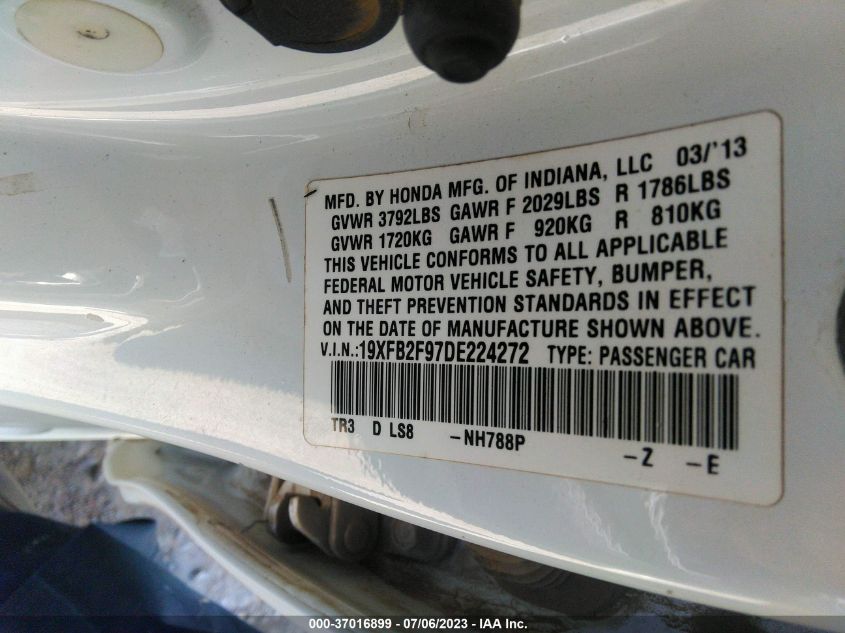 MFD. BY HONDA MFG. OF INDIANA, LLC 03/'13
GVWR 3792LBS GAWR F 2029LBS R 1786LBS
GVWR 1720KG GAWR F 920KG R 810KG
THIS VEHICLE CONFORMS TO ALL APPLICABLE
FEDERAL MOTOR VEHICLE SAFETY, BUMPER,
AND THEFT PREVENTION STANDARDS IN EFFECT
ON THE DATE OF MANUFACTURE SHOWN ABOVE.
V.I.N.:19XFB2F97DE224272 TYPE: PASSENGER CAR
TR3 D LS8 -NH788P -Z -E
000-37016899 - 07/06/2023 - IAA Inc.